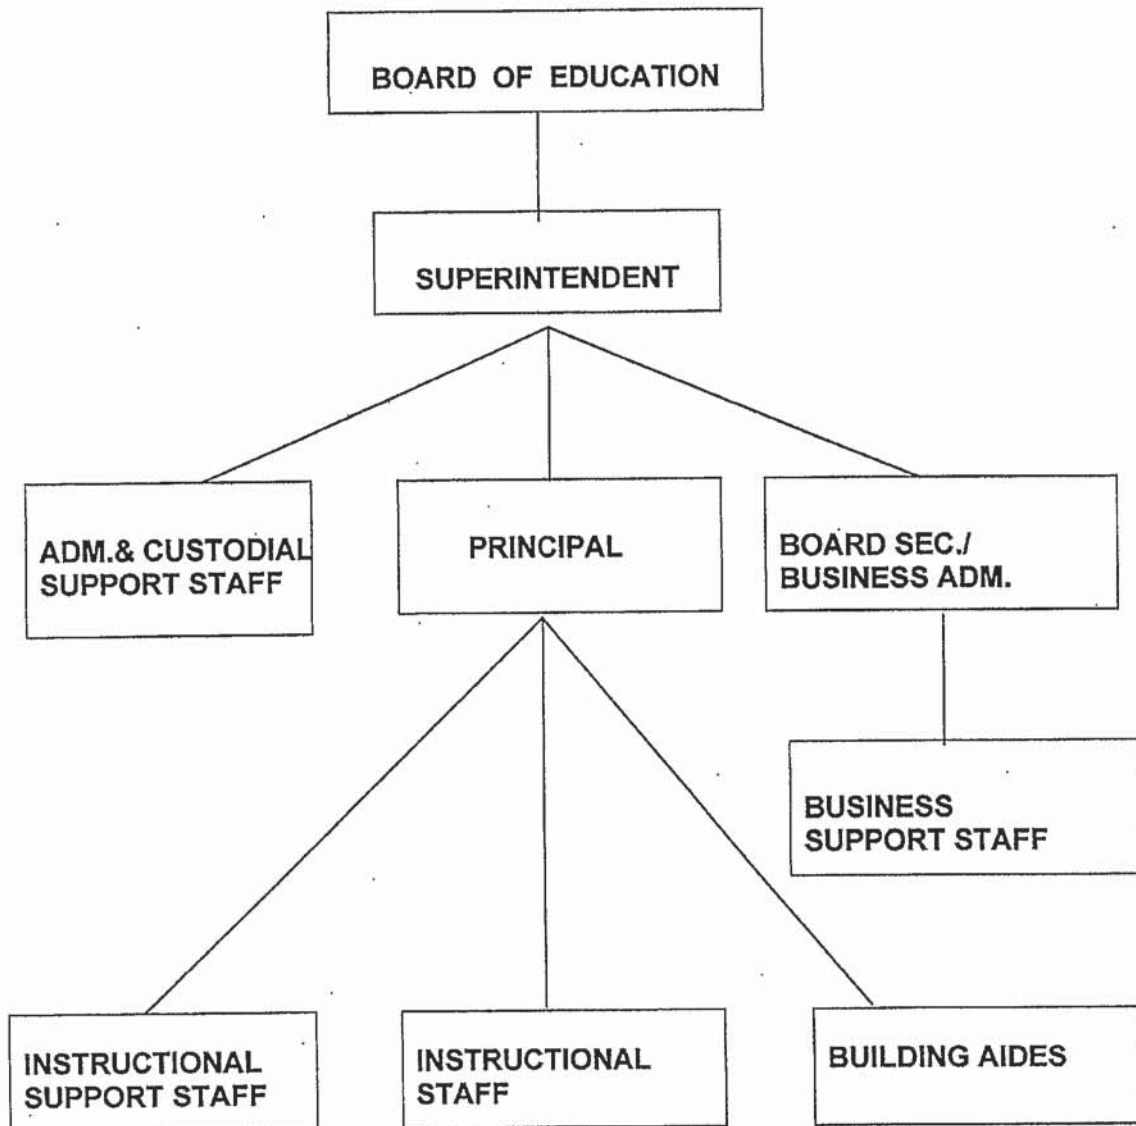 BOARD OF EDUCATION
SUPERINTENDENT
ADM.& CUSTODIAL
SUPPORT STAFF
PRINCIPAL
BOARD SEC./
BUSINESS ADM.
BUSINESS
SUPPORT STAFF
INSTRUCTIONAL
SUPPORT STAFF
INSTRUCTIONAL
STAFF
BUILDING AIDES